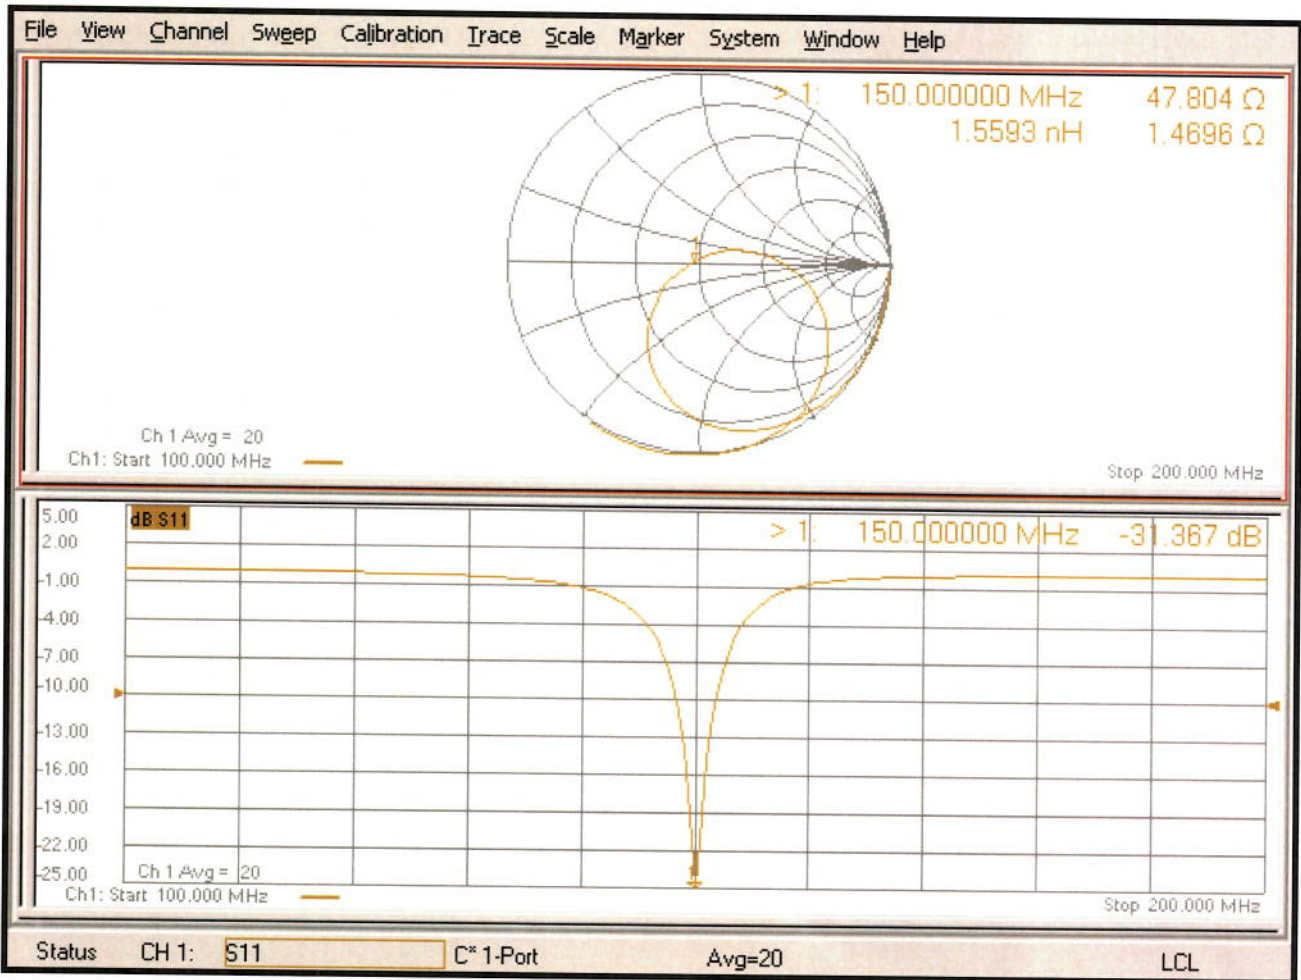 File View Channel Sweep Calibration Trace Scale Marker System Window Help
> 1: 150.000000 MHz 47.804 Ω
1.5593 nH 1.4696 Ω
1
Ch 1 Avg = 20
Ch1: Start 100.000 MHz
Stop 200.000 MHz
5.00
dB S11
> 1: 150.000000 MHz -31.367 dB
2.00
-1.00
-4.00
-7.00
-10.00
-13.00
-16.00
-19.00
-22.00
-25.00
Ch 1 Avg = 20
Ch1: Start 100.000 MHz
Stop 200.000 MHz
Status CH 1: S11 C* 1-Port Avg=20 LCL